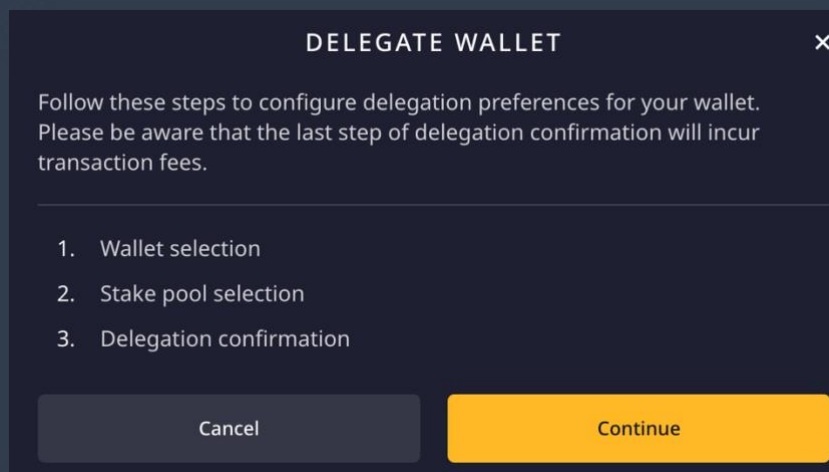 DELEGATE WALLET
Follow these steps to configure delegation preferences for your wallet.
Please be aware that the last step of delegation confirmation will incur
transaction fees.
1. Wallet selection
2. Stake pool selection
3. Delegation confirmation
Cancel
Continue